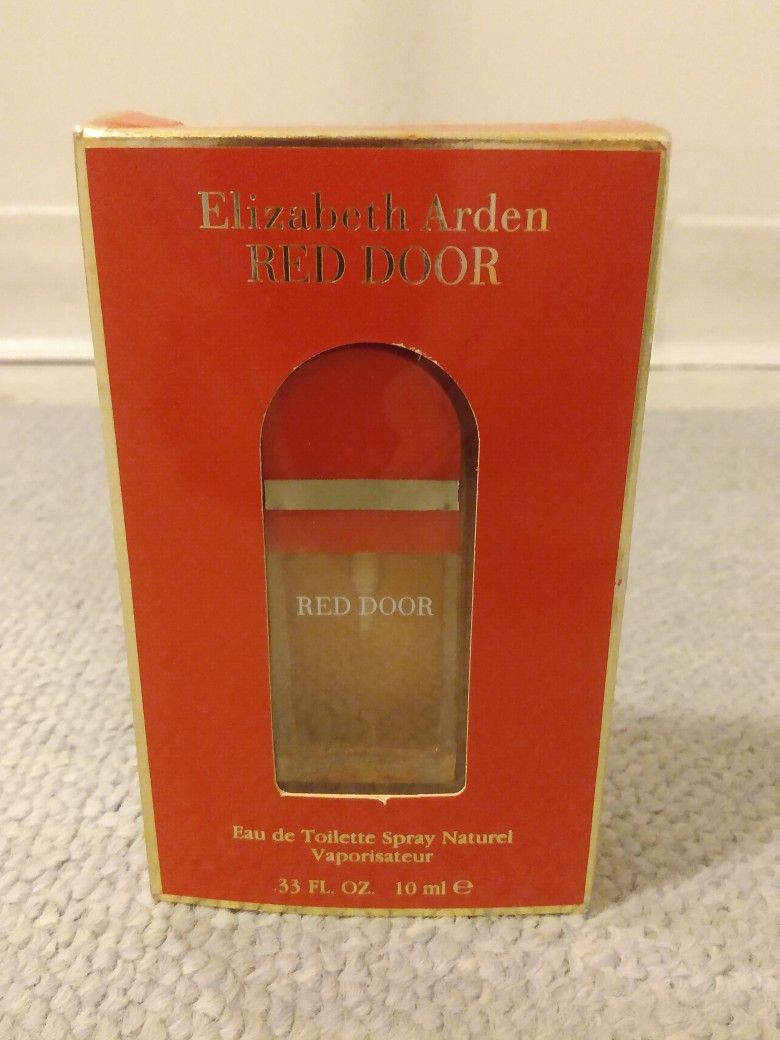 Elizabeth Arden
RED DOOR
RED DOOR
Eau de Toilette Spray Naturel
Vaporisateur
.33 FL. OZ. 10 ml ℮